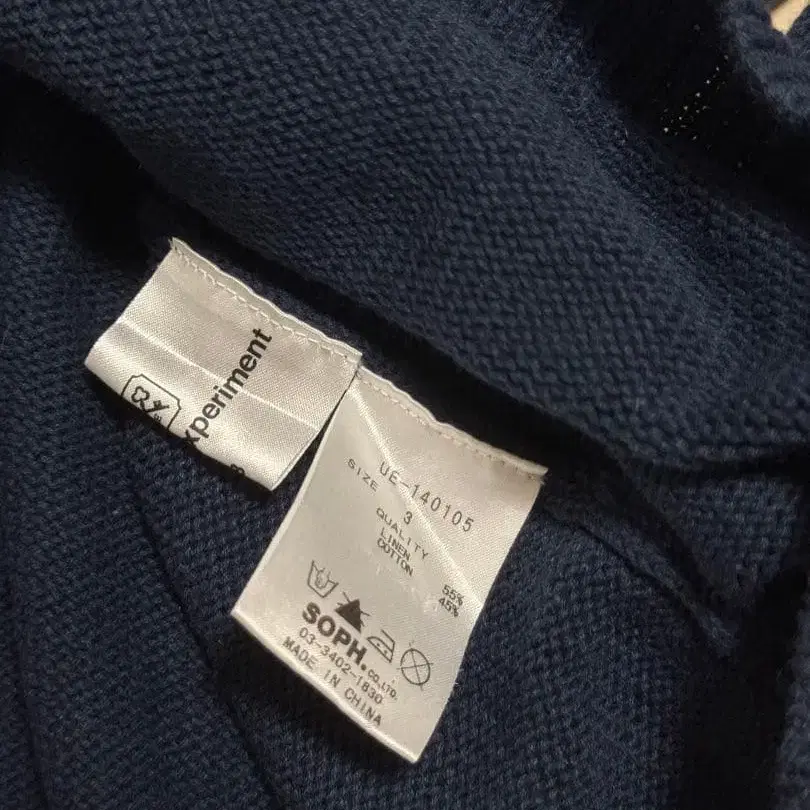 xperiment
UE-140105
SIZE 3
QUALITY
LINEN 55%
COTTON 45%
SOPH.CO.,LTD.
03-3402-1830
MADE IN CHINA